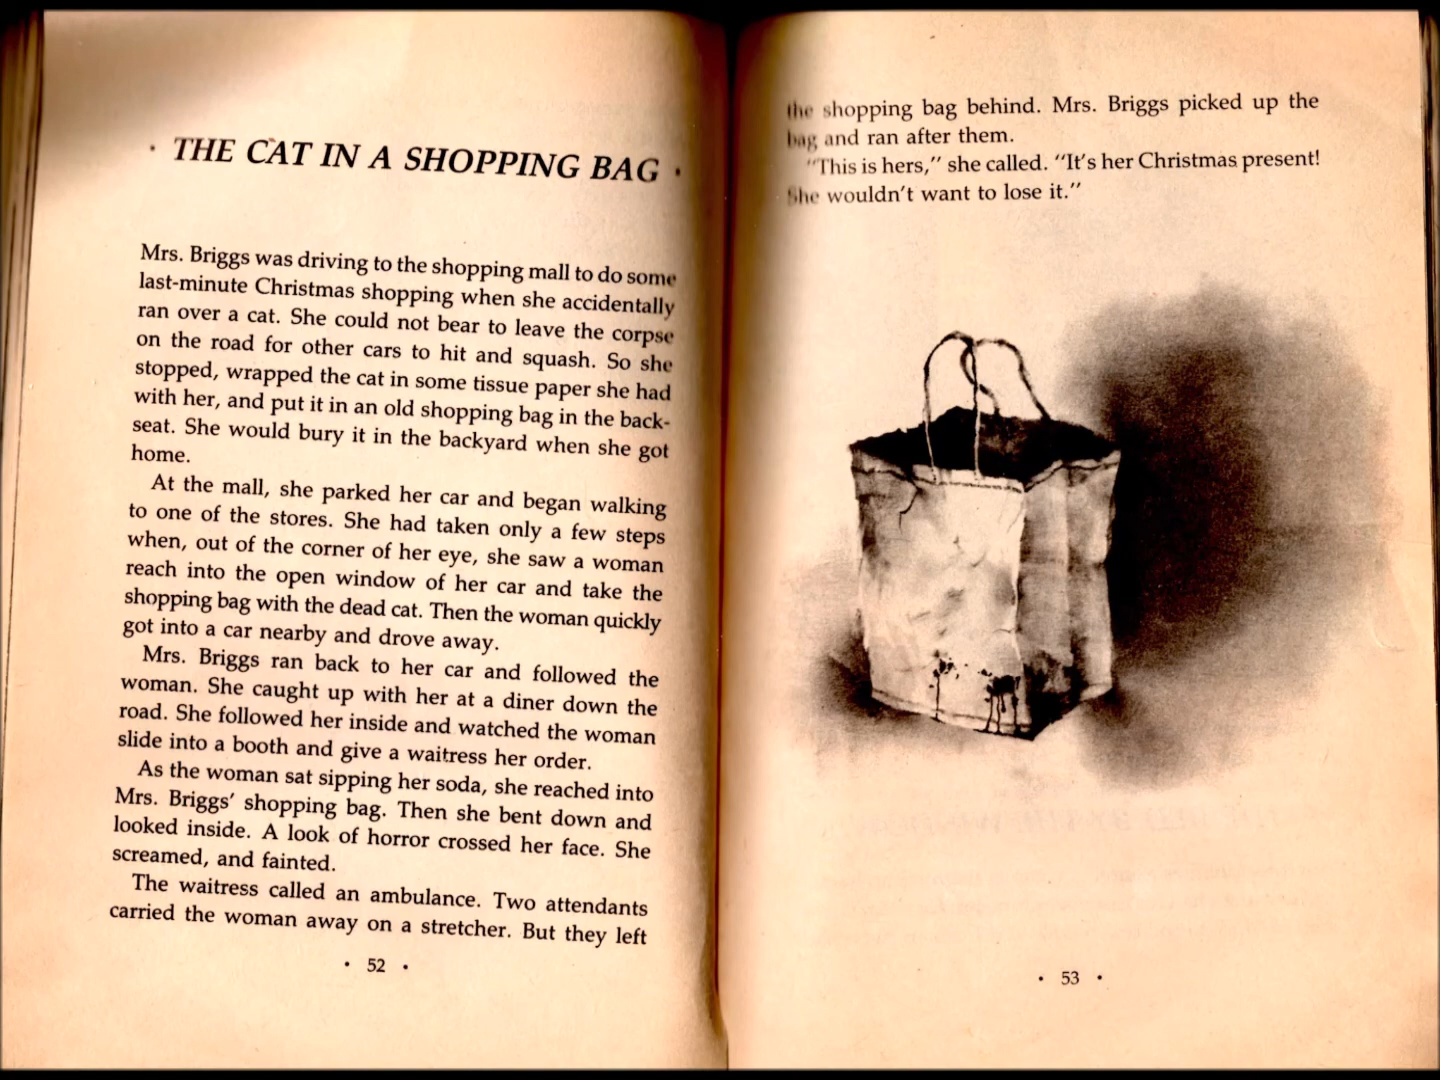 · THE CAT IN A SHOPPING BAG ·
Mrs. Briggs was driving to the shopping mall to do some
last-minute Christmas shopping when she accidentally
ran over a cat. She could not bear to leave the corpse
on the road for other cars to hit and squash. So she
stopped, wrapped the cat in some tissue paper she had
with her, and put it in an old shopping bag in the back-
seat. She would bury it in the backyard when she got
home.
At the mall, she parked her car and began walking
to one of the stores. She had taken only a few steps
when, out of the corner of her eye, she saw a woman
reach into the open window of her car and take the
shopping bag with the dead cat. Then the woman quickly
got into a car nearby and drove away.
Mrs. Briggs ran back to her car and followed the
woman. She caught up with her at a diner down the
road. She followed her inside and watched the woman
slide into a booth and give a waitress her order.
As the woman sat sipping her soda, she reached into
Mrs. Briggs' shopping bag. Then she bent down and
looked inside. A look of horror crossed her face. She
screamed, and fainted.
The waitress called an ambulance. Two attendants
carried the woman away on a stretcher. But they left
· 52 ·
the shopping bag behind. Mrs. Briggs picked up the
bag and ran after them.
"This is hers," she called. "It's her Christmas present!
She wouldn't want to lose it."
· 53 ·